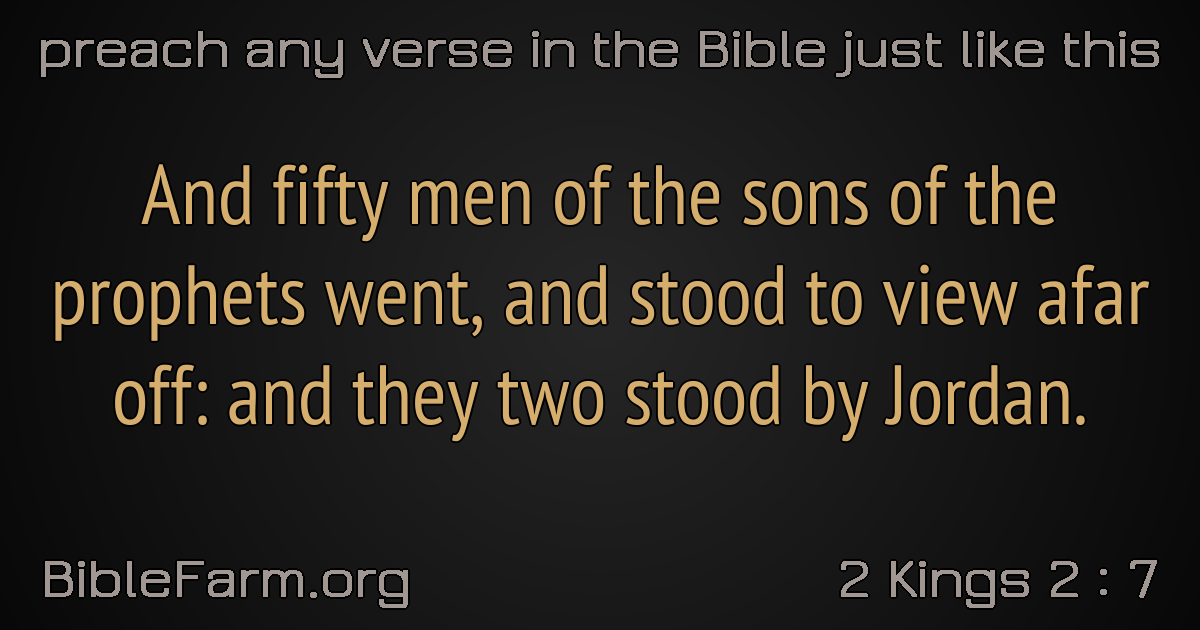 preach any verse in the Bible just like this
And fifty men of the sons of the
prophets went, and stood to view afar
off: and they two stood by Jordan.
BibleFarm.org
2 Kings 2 : 7